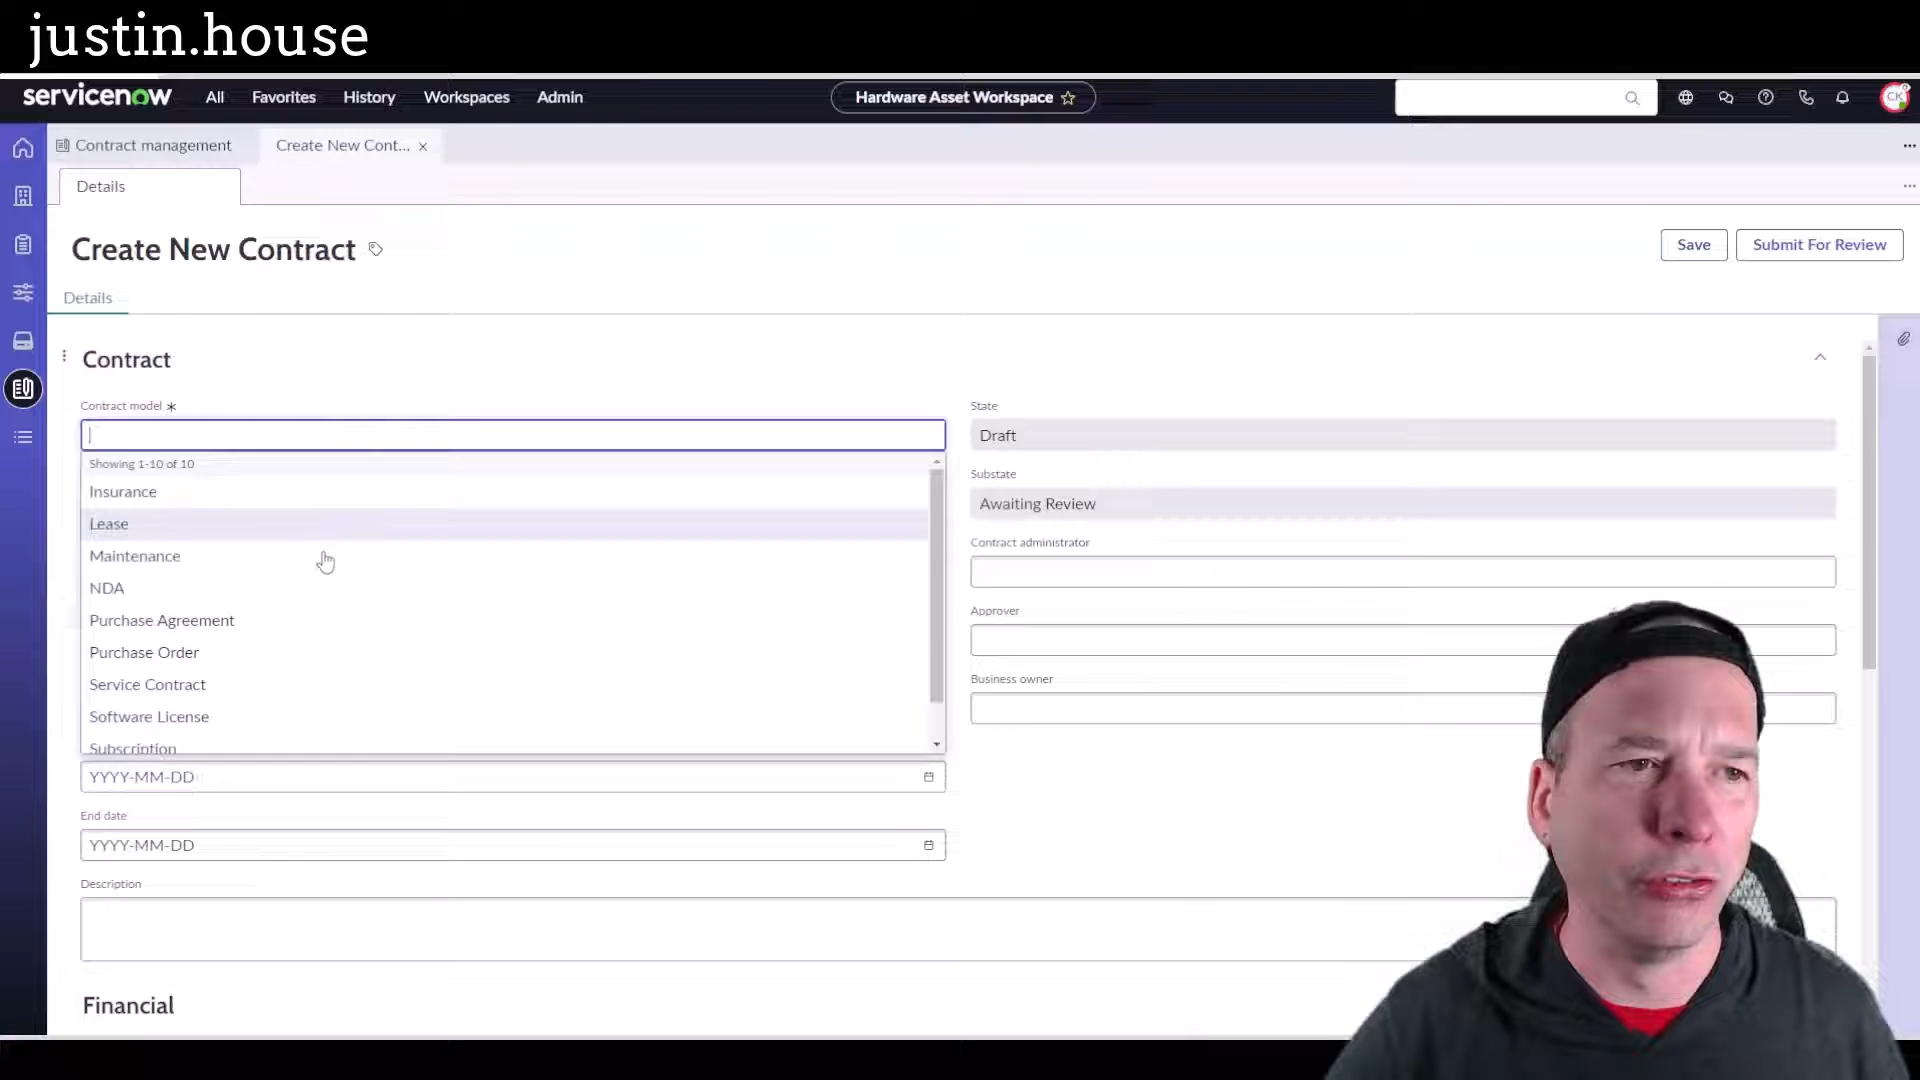 justin.house
servicenow All Favorites History Workspaces Admin Hardware Asset Workspace CK
Contract management Create New Cont...
Details
Create New Contract Save Submit For Review
Details
Contract
Contract model * State
Draft
Showing 1-10 of 10
Insurance
Lease
Maintenance
NDA
Purchase Agreement
Purchase Order
Service Contract
Software License
Subscription
Substate
Awaiting Review
Contract administrator
Approver
Business owner
YYYY-MM-DD
End date
YYYY-MM-DD
Description
Financial